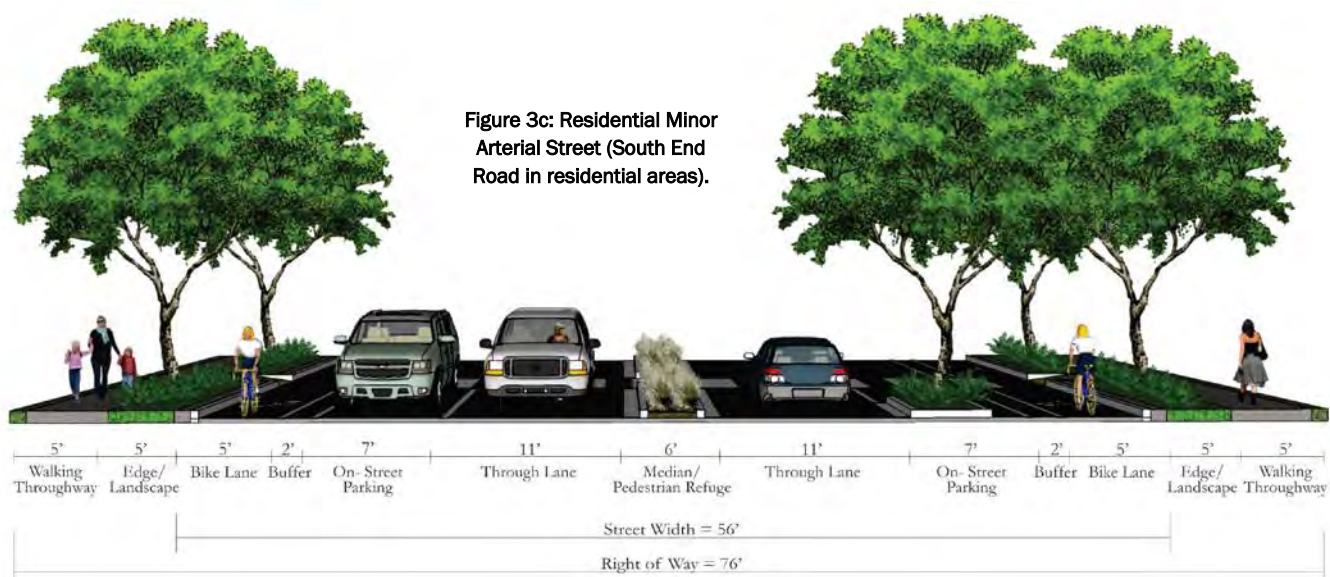 Figure 3c: Residential Minor
Arterial Street (South End
Road in residential areas).
5' 5' 5' 2' 7' 11' 6' 11' 7' 2' 5' 5' 5'
Walking Edge/ Bike Lane Buffer On- Street Through Lane Median/ Through Lane On- Street Buffer Bike Lane Edge/ Walking
Throughway Landscape Parking Pedestrian Refuge Parking Landscape Throughway
Street Width = 56'
Right of Way = 76'